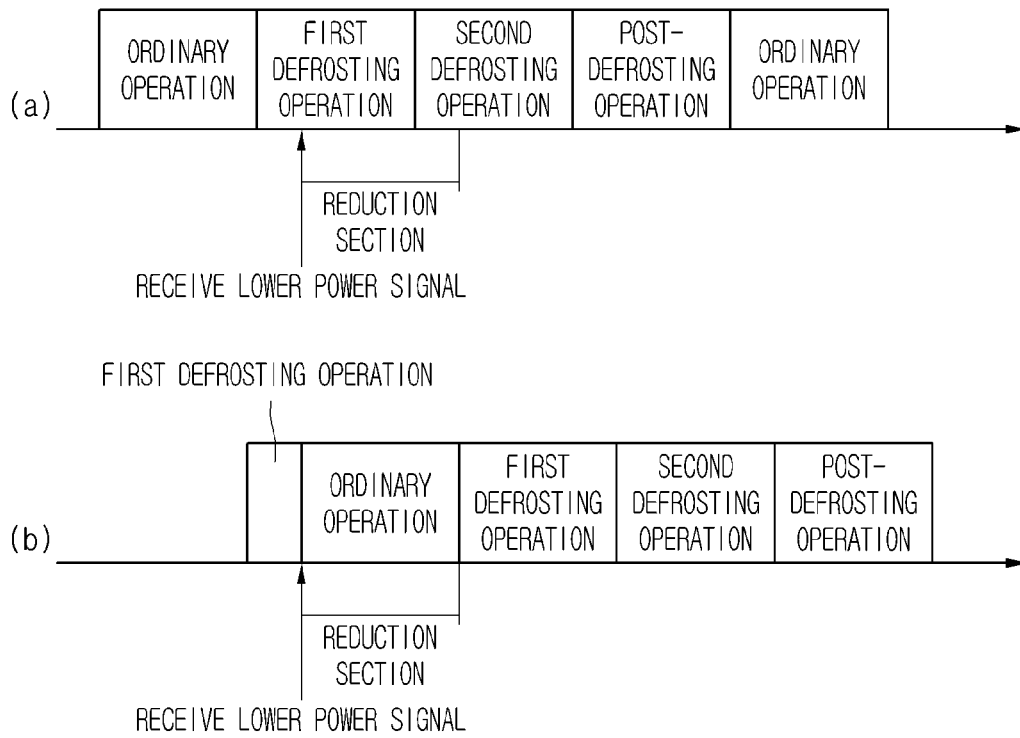 (a)
ORDINARY
OPERATION
FIRST
DEFROSTING
OPERATION
SECOND
DEFROSTING
OPERATION
POST-
DEFROSTING
OPERATION
ORDINARY
OPERATION
REDUCTION
SECTION
RECEIVE LOWER POWER SIGNAL
FIRST DEFROSTING OPERATION
(b)
ORDINARY
OPERATION
FIRST
DEFROSTING
OPERATION
SECOND
DEFROSTING
OPERATION
POST-
DEFROSTING
OPERATION
REDUCTION
SECTION
RECEIVE LOWER POWER SIGNAL